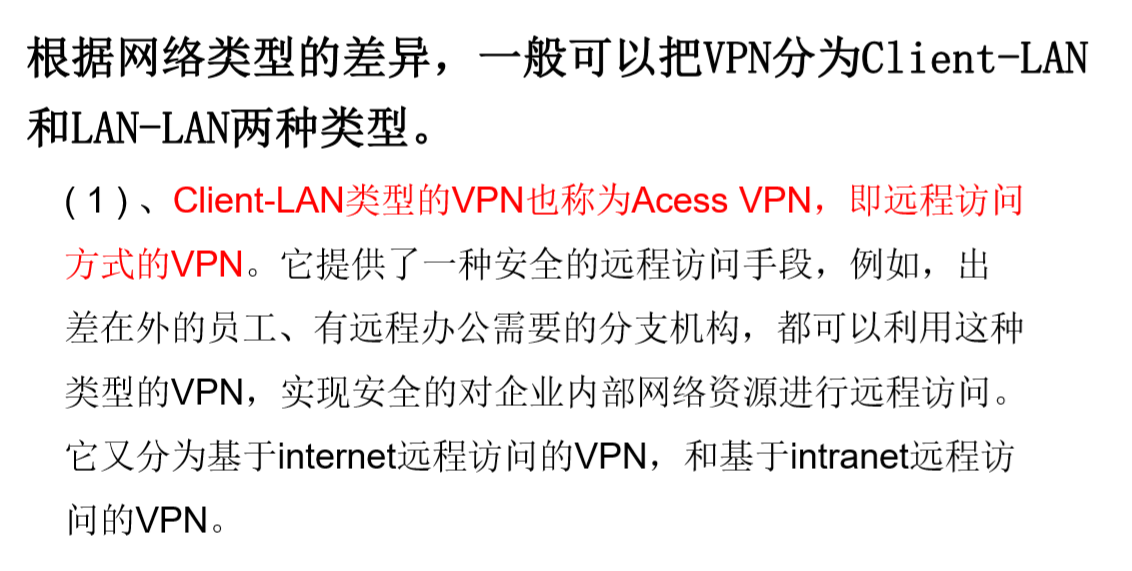 根据网络类型的差异，一般可以把VPN分为Client-LAN
和LAN-LAN两种类型。
( 1 ) 、Client-LAN类型的VPN也称为Acess VPN，即远程访问
方式的VPN。它提供了一种安全的远程访问手段，例如，出
差在外的员工、有远程办公需要的分支机构，都可以利用这种
类型的VPN，实现安全的对企业内部网络资源进行远程访问。
它又分为基于internet远程访问的VPN，和基于intranet远程访
问的VPN。